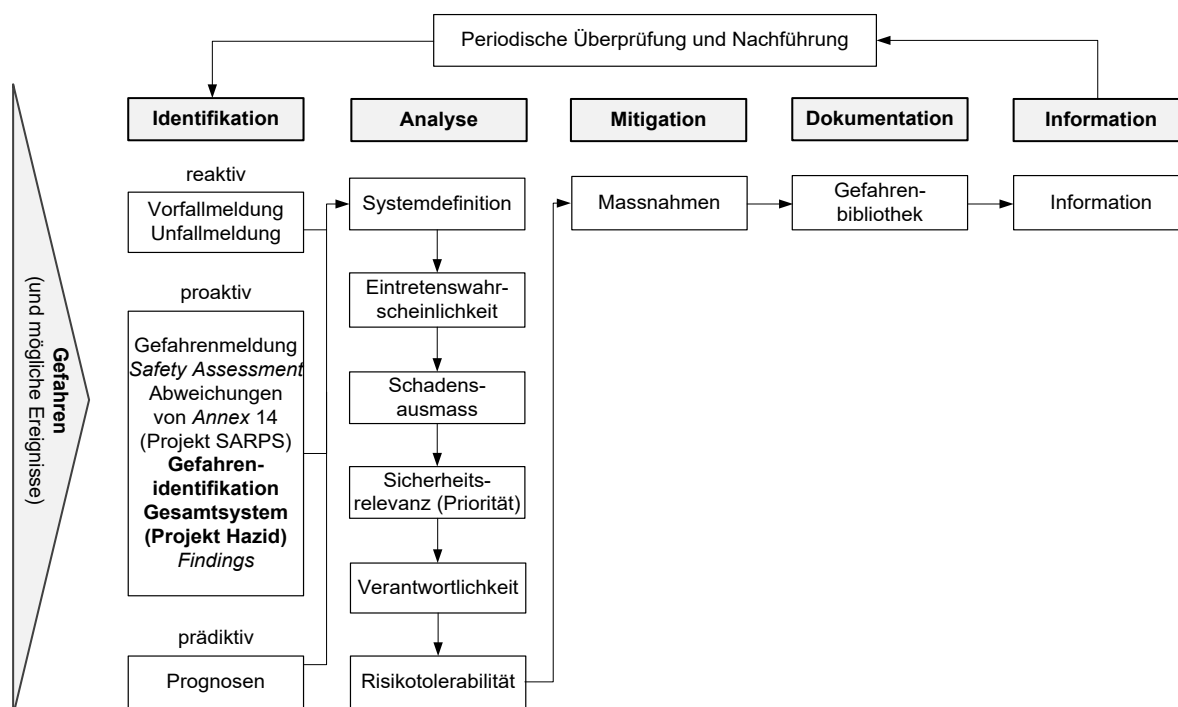 Periodische Überprüfung und Nachführung
Identifikation
Analyse
Mitigation
Dokumentation
Information
Gefahren
(und mögliche Ereignisse)
reaktiv
Vorfallmeldung
Unfallmeldung
proaktiv
Gefahrenmeldung
Safety Assessment
Abweichungen
von Annex 14
(Projekt SARPS)
Gefahren-
identifikation
Gesamtsystem
(Projekt Hazid)
Findings
prädiktiv
Prognosen
Systemdefinition
Eintretenswahr-
scheinlichkeit
Schadens-
ausmass
Sicherheits-
relevanz (Priorität)
Verantwortlichkeit
Risikotolerabilität
Massnahmen
Gefahren-
bibliothek
Information